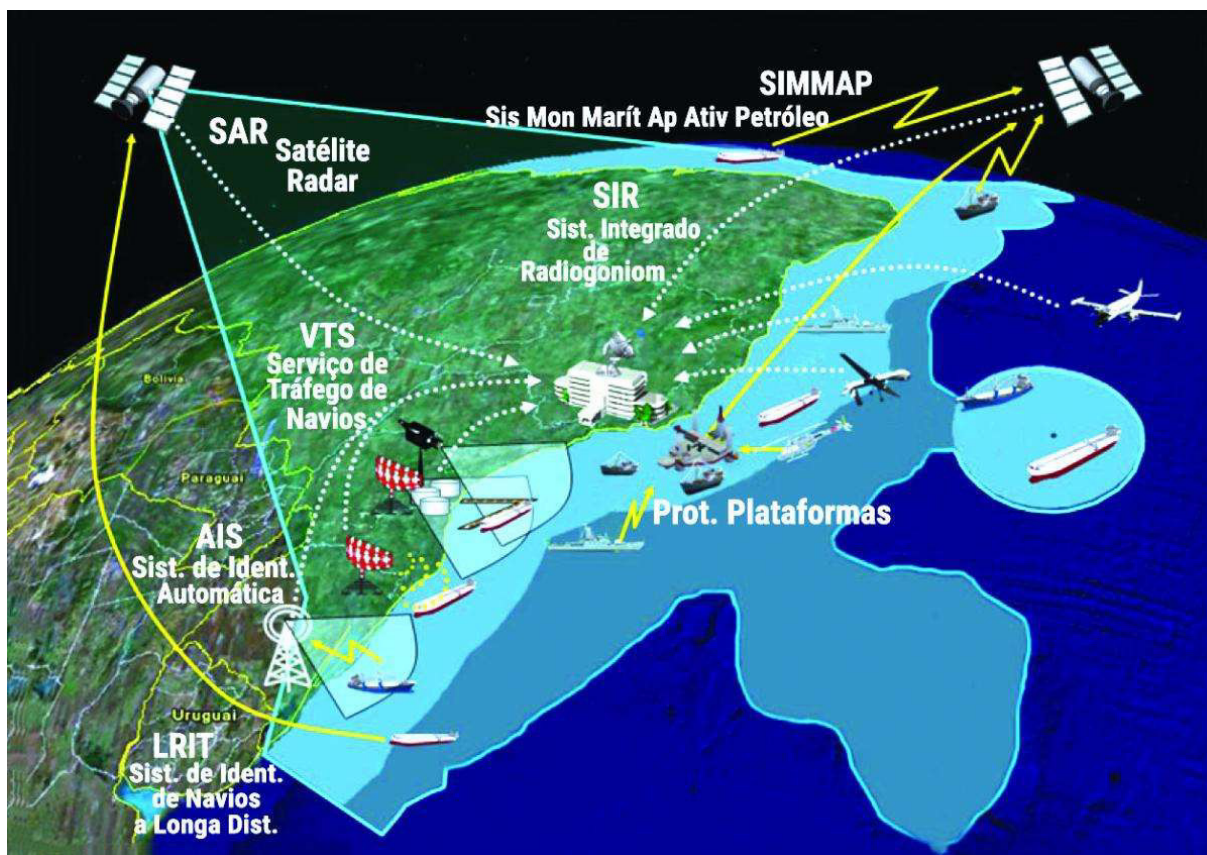 SIMMAP
Sis Mon Marít Ap Ativ Petróleo
SAR
Satélite
Radar
SIR
Sist. Integrado
de
Radiogoniom
VTS
Serviço de
Tráfego de
Navios
Bolivia
Paraguai
Prot. Plataformas
AIS
Sist. de Ident.
Automática
Uruguai
LRIT
Sist. de Ident.
de Navios
a Longa Dist.